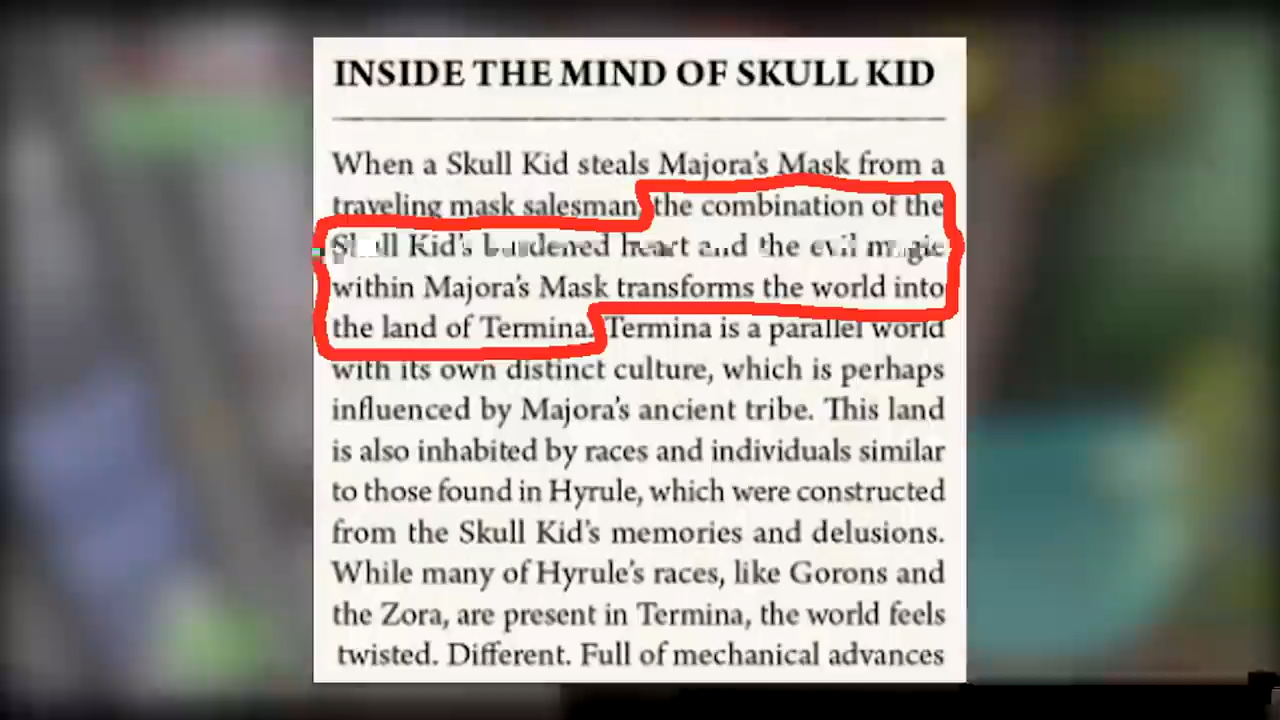 INSIDE THE MIND OF SKULL KID
When a Skull Kid steals Majora's Mask from a
traveling mask salesman, the combination of the
Skull Kid's burdened heart and the evil magic
within Majora's Mask transforms the world into
the land of Termina. Termina is a parallel world
with its own distinct culture, which is perhaps
influenced by Majora's ancient tribe. This land
is also inhabited by races and individuals similar
to those found in Hyrule, which were constructed
from the Skull Kid's memories and delusions.
While many of Hyrule's races, like Gorons and
the Zora, are present in Termina, the world feels
twisted. Different. Full of mechanical advances